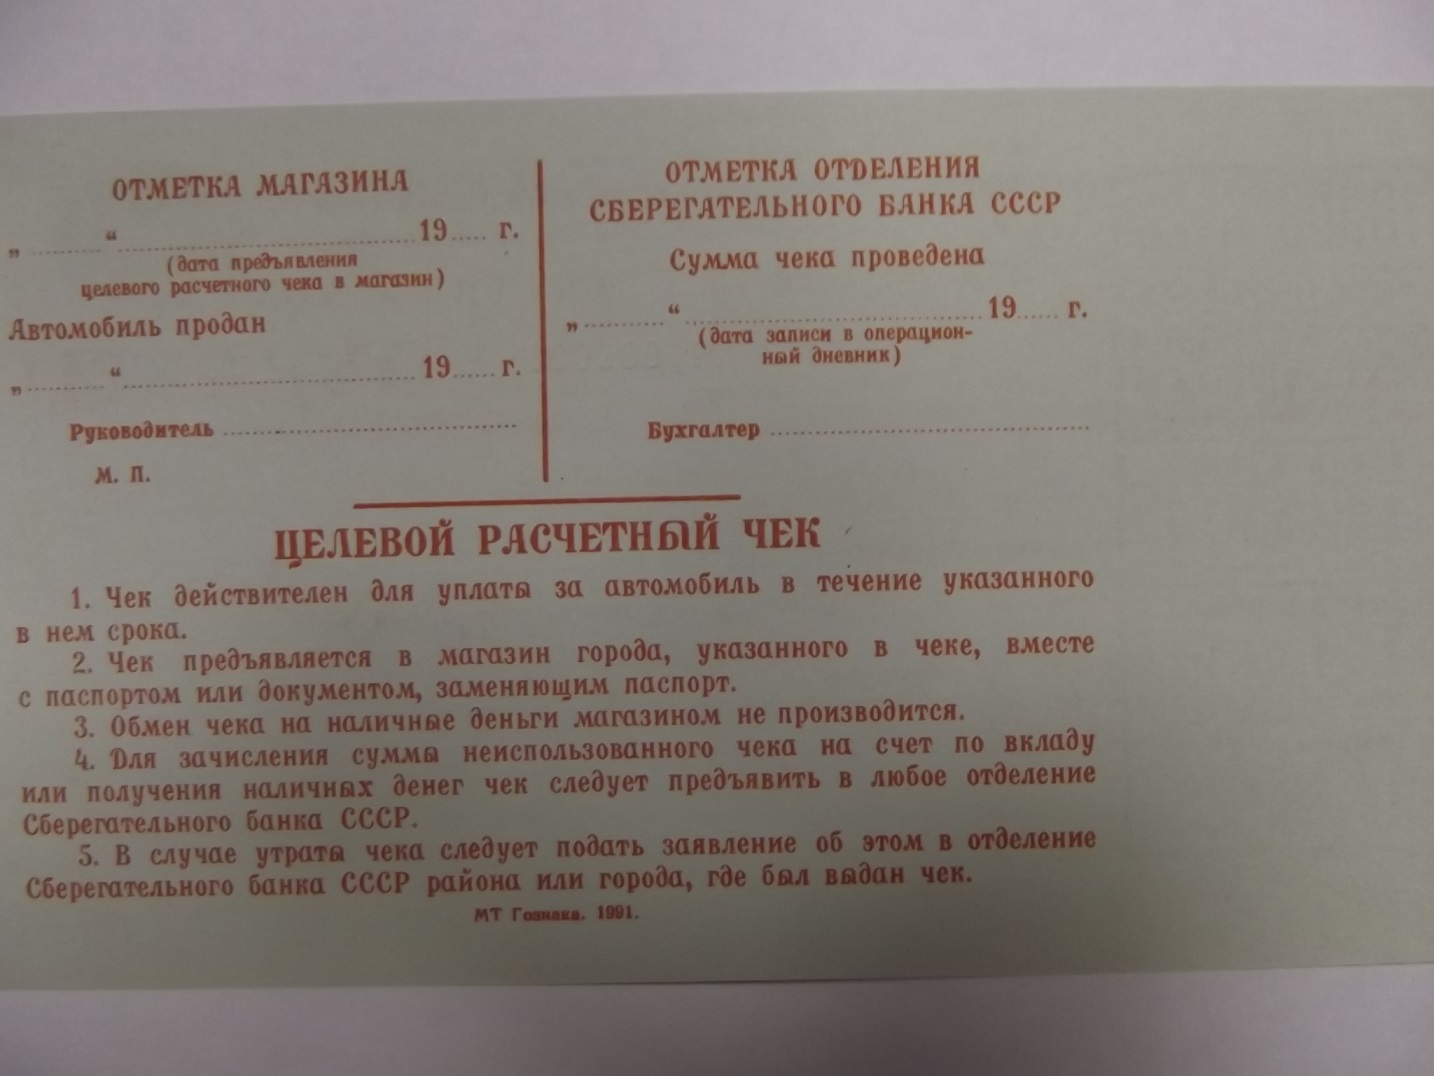 ОТМЕТКА МАГАЗИНА
„ .......... “ ........................................ 19..... г.
(дата предъявления
целевого расчетного чека в магазин)
Автомобиль продан
„ .......... “ ........................................ 19...... г.
Руководитель ........................................
М. П.
ОТМЕТКА ОТДЕЛЕНИЯ
СБЕРЕГАТЕЛЬНОГО БАНКА СССР
Сумма чека проведена
„ .......... “ ........................................ 19...... г.
(дата записи в операцион-
ный дневник)
Бухгалтер ........................................
ЦЕЛЕВОЙ РАСЧЕТНЫЙ ЧЕК
1. Чек действителен для уплаты за автомобиль в течение указанного
в нем срока.
2. Чек предъявляется в магазин города, указанного в чеке, вместе
с паспортом или документом, заменяющим паспорт.
3. Обмен чека на наличные деньги магазином не производится.
4. Для зачисления суммы неиспользованного чека на счет по вкладу
или получения наличных денег чек следует предъявить в любое отделение
Сберегательного банка СССР.
5. В случае утраты чека следует подать заявление об этом в отделение
Сберегательного банка СССР района или города, где был выдан чек.
МТ Гознака. 1991.